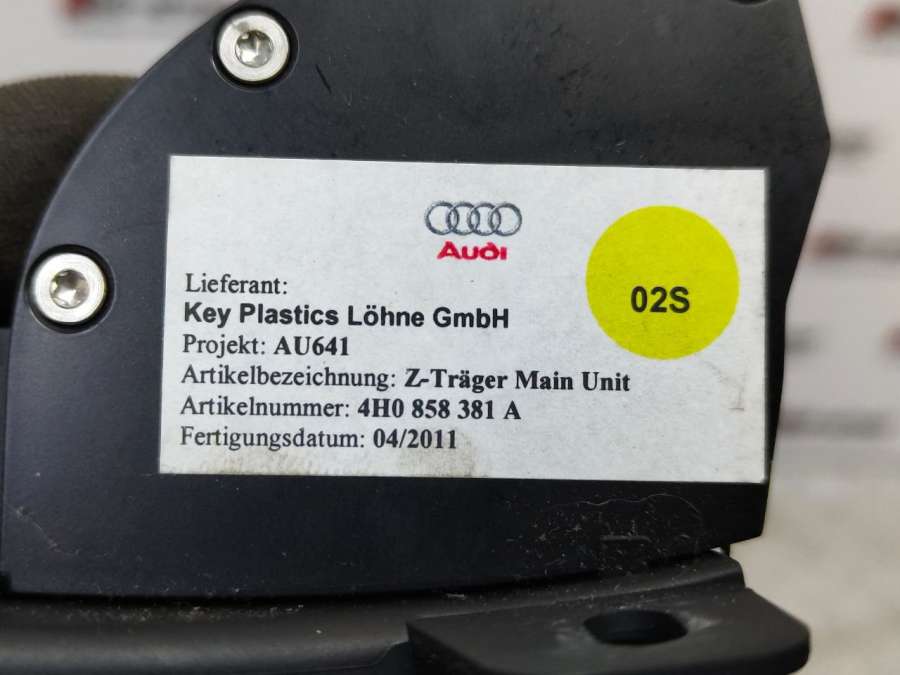 Audi
Lieferant:
Key Plastics Löhne GmbH
02S
Projekt: AU641
Artikelbezeichnung: Z-Träger Main Unit
Artikelnummer: 4H0 858 381 A
Fertigungsdatum: 04/2011